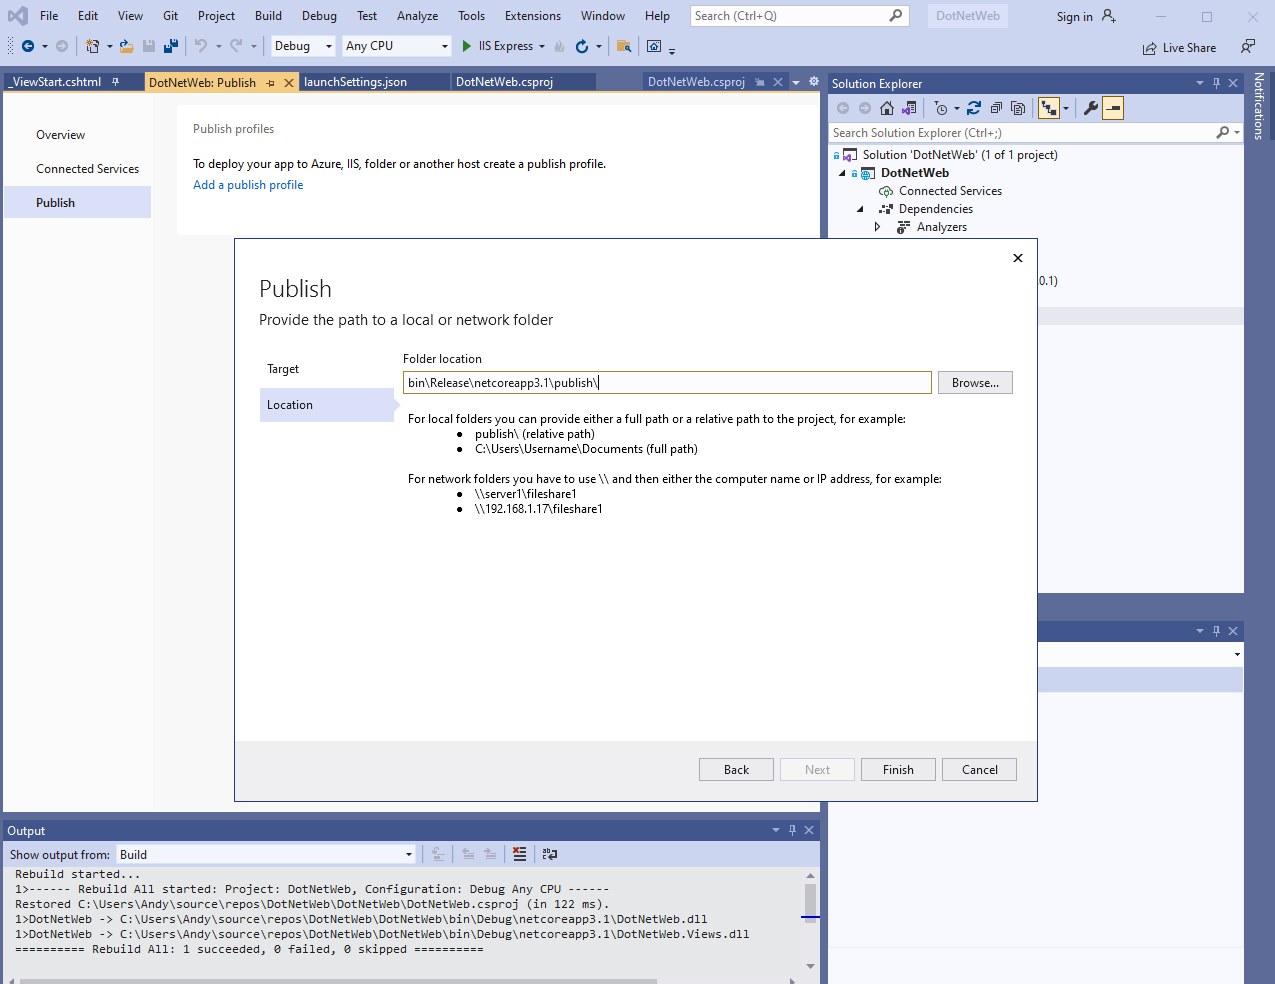 File Edit View Git Project Build Debug Test Analyze Tools Extensions Window Help Search (Ctrl+Q) DotNetWeb Sign in
Debug Any CPU IIS Express Live Share
_ViewStart.cshtml DotNetWeb: Publish launchSettings.json DotNetWeb.csproj DotNetWeb.csproj
Overview
Connected Services
Publish
Publish profiles
To deploy your app to Azure, IIS, folder or another host create a publish profile.
Add a publish profile
Solution Explorer
Search Solution Explorer (Ctrl+;)
Solution 'DotNetWeb' (1 of 1 project)
DotNetWeb
Connected Services
Dependencies
Analyzers
0.1)
Notifications
Publish
Provide the path to a local or network folder
Target
Location
Folder location
bin\Release\netcoreapp3.1\publish\
Browse...
For local folders you can provide either a full path or a relative path to the project, for example:
● publish\ (relative path)
● C:\Users\Username\Documents (full path)
For network folders you have to use \\ and then either the computer name or IP address, for example:
● \\server1\fileshare1
● \\192.168.1.17\fileshare1
Back Next Finish Cancel
Output
Show output from: Build
Rebuild started...
1>------ Rebuild All started: Project: DotNetWeb, Configuration: Debug Any CPU ------
Restored C:\Users\Andy\source\repos\DotNetWeb\DotNetWeb\DotNetWeb.csproj (in 122 ms).
1>DotNetWeb -> C:\Users\Andy\source\repos\DotNetWeb\DotNetWeb\bin\Debug\netcoreapp3.1\DotNetWeb.dll
1>DotNetWeb -> C:\Users\Andy\source\repos\DotNetWeb\DotNetWeb\bin\Debug\netcoreapp3.1\DotNetWeb.Views.dll
========== Rebuild All: 1 succeeded, 0 failed, 0 skipped ==========